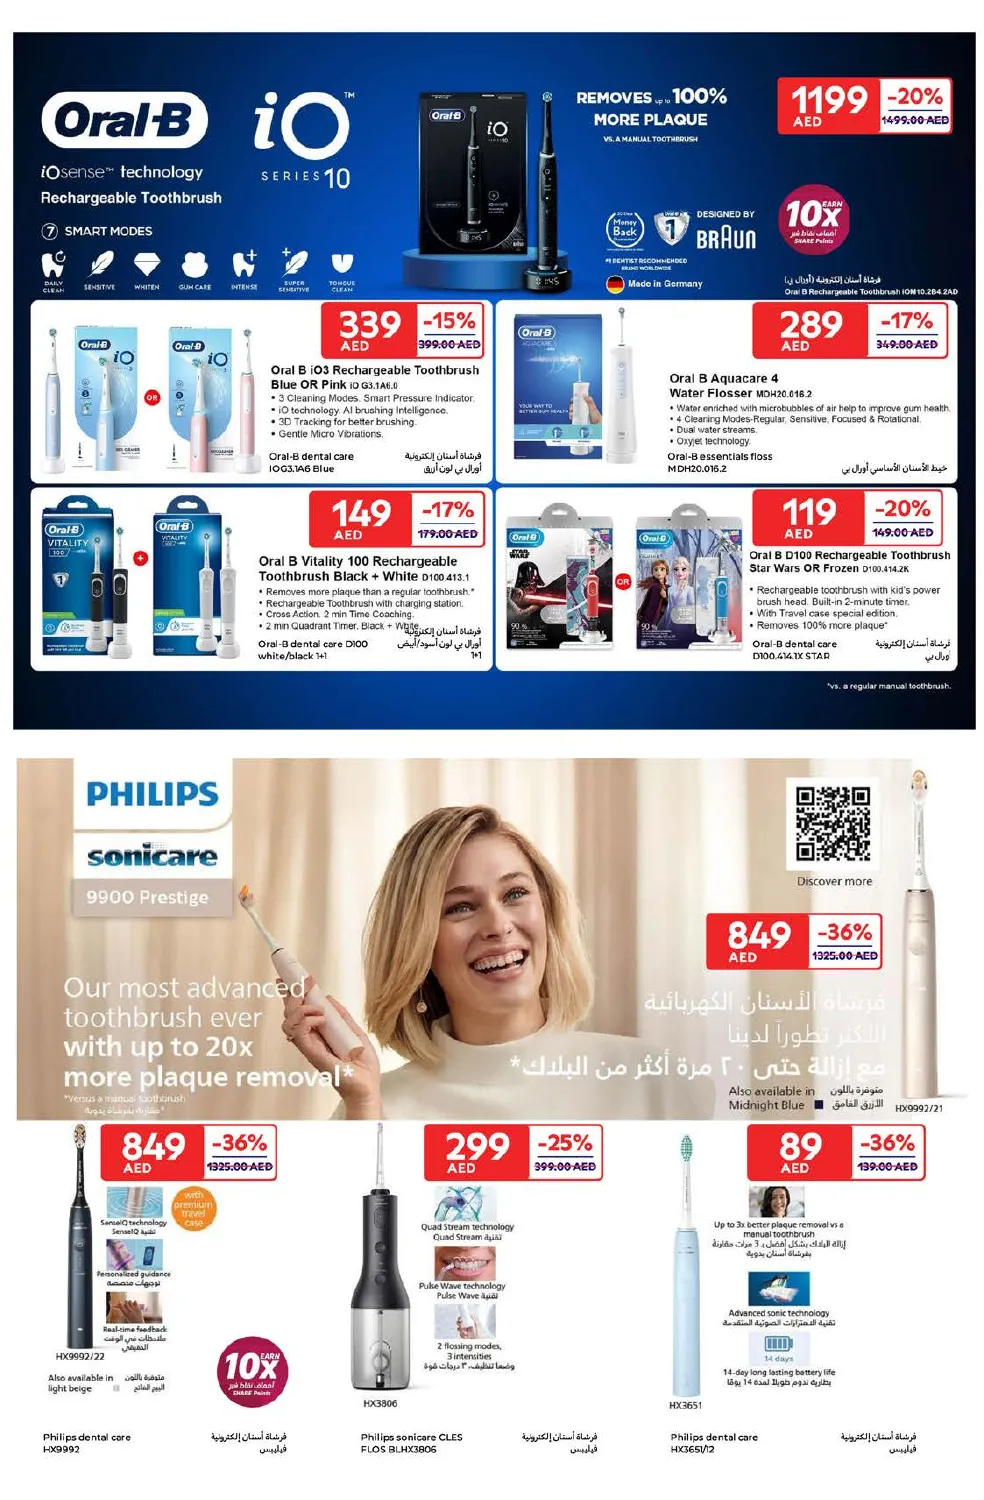 Oral-B
iO™
SERIES 10
iOsense™ technology
Rechargeable Toothbrush
7 SMART MODES
DAILY CLEAN
SENSITIVE
WHITEN
GUM CARE
INTENSE
SUPER SENSITIVE
TONGUE CLEAN
REMOVES up to 100%
MORE PLAQUE
VS. A MANUAL TOOTHBRUSH
1199 AED
-20%
1499.00 AED
Money Back
DESIGNED BY
BRAUN
#1 DENTIST RECOMMENDED
BRAND WORLDWIDE
Made in Germany
EARN
10x
أضعاف نقاط شير
SHARE Points
فرشاة أسنان إلكترونية (أورال بي)
Oral B Rechargeable Toothbrush iOM10.2B4.2AD
339 AED
-15%
399.00 AED
OR
Oral B iO3 Rechargeable Toothbrush
Blue OR Pink iO G3.1A6.0
• 3 Cleaning Modes. Smart Pressure Indicator.
• iO technology. AI brushing Intelligence.
• 3D Tracking for better brushing.
• Gentle Micro Vibrations.
Oral-B dental care
IOG3.1A6 Blue
فرشاة أسنان إلكترونية
أورال بي لون أزرق
289 AED
-17%
349.00 AED
Oral-B
AQUACARE
Oral B Aquacare 4
Water Flosser MDH20.016.2
• Water enriched with microbubbles of air help to improve gum health.
• 4 Cleaning Modes-Regular, Sensitive, Focused & Rotational.
• Dual water streams.
• Oxyjet technology.
Oral-B essentials floss
MDH20.016.2
خيط الأسنان الأساسي أورال بي
149 AED
-17%
179.00 AED
Oral-B
VITALITY
100
Oral B Vitality 100 Rechargeable
Toothbrush Black + White D100.413.1
• Removes more plaque than a regular toothbrush.*
• Rechargeable Toothbrush with charging station.
• Cross Action. 2 min Time Coaching.
• 2 min Quadrant Timer. Black + White.
Oral-B dental care D100
white/black 1+1
فرشاة أسنان إلكترونية
أورال بي لون أسود/أبيض
1+1
119 AED
-20%
149.00 AED
Oral-B
STAR WARS
OR
Oral B D100 Rechargeable Toothbrush
Star Wars OR Frozen D100.414.2K
• Rechargeable toothbrush with kid's power
brush head. Built-in 2-minute timer.
• With Travel case special edition.
• Removes 100% more plaque*
Oral-B dental care
D100.414.1X STAR
فرشاة أسنان إلكترونية
أورال بي
*vs. a regular manual toothbrush.
PHILIPS
sonicare
9900 Prestige
Discover more
849 AED
-36%
1325.00 AED
Our most advanced
toothbrush ever
with up to 20x
more plaque removal*
*Versus a manual toothbrush
*مقارنة بفرشاة يدوية
فرشاة الأسنان الكهربائية
الأكثر تطوراً لدينا
مع إزالة حتى ٢٠ مرة أكثر من البلاك*
Also available in
Midnight Blue
متوفرة باللون
الأزرق الغامق
HX9992/21
849 AED
-36%
1325.00 AED
SenseIQ technology
تقنية SenseIQ
with premium travel case
Personalized guidance
توجيهات مخصصة
Real-time feedback
ملاحظات في الوقت
الحقيقي
HX9992/22
Also available in
light beige
متوفرة باللون
البيج الفاتح
EARN
10x
أضعاف نقاط شير
SHARE Points
Philips dental care
HX9992
فرشاة أسنان إلكترونية
فيليبس
299 AED
-25%
399.00 AED
Quad Stream technology
تقنية Quad Stream
Pulse Wave technology
تقنية Pulse Wave
2 flossing modes,
3 intensities
وضعا تنظيف، ٣ درجات قوة
HX3806
Philips sonicare CLES
FLOS BLHX3806
فرشاة أسنان إلكترونية
فيليبس
89 AED
-36%
139.00 AED
Up to 3x better plaque removal vs a
manual toothbrush
إزالة البلاك بشكل أفضل بـ 3 مرات مقارنة
بفرشاة أسنان يدوية
Advanced sonic technology
تقنية الاهتزازات الصوتية المتقدمة
14 days
14-day long lasting battery life
بطارية تدوم طويلاً لمدة 14 يومًا
HX3651
Philips dental care
HX3651/12
فرشاة أسنان إلكترونية
فيليبس